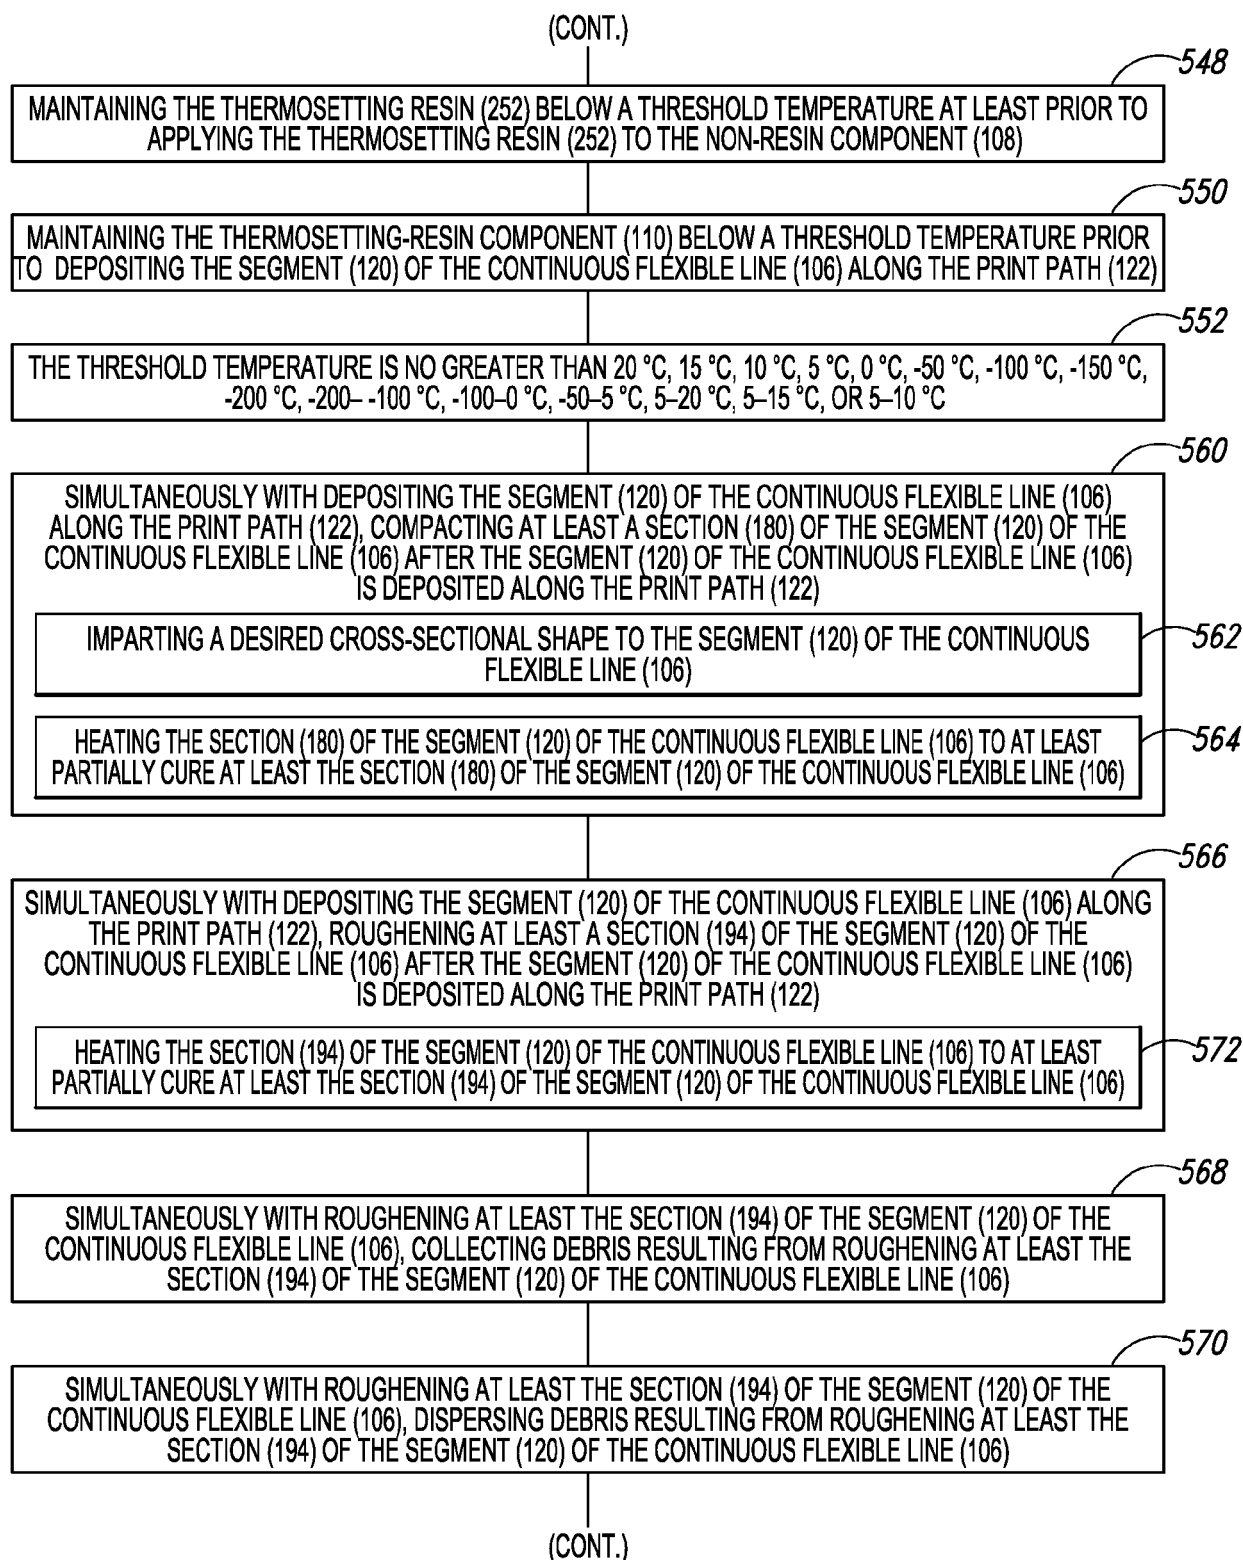 (CONT.)
548
MAINTAINING THE THERMOSETTING RESIN (252) BELOW A THRESHOLD TEMPERATURE AT LEAST PRIOR TO
APPLYING THE THERMOSETTING RESIN (252) TO THE NON-RESIN COMPONENT (108)
550
MAINTAINING THE THERMOSETTING-RESIN COMPONENT (110) BELOW A THRESHOLD TEMPERATURE PRIOR
TO DEPOSITING THE SEGMENT (120) OF THE CONTINUOUS FLEXIBLE LINE (106) ALONG THE PRINT PATH (122)
552
THE THRESHOLD TEMPERATURE IS NO GREATER THAN 20 °C, 15 °C, 10 °C, 5 °C, 0 °C, -50 °C, -100 °C, -150 °C,
-200 °C, -200– -100 °C, -100–0 °C, -50–5 °C, 5–20 °C, 5–15 °C, OR 5–10 °C
560
SIMULTANEOUSLY WITH DEPOSITING THE SEGMENT (120) OF THE CONTINUOUS FLEXIBLE LINE (106)
ALONG THE PRINT PATH (122), COMPACTING AT LEAST A SECTION (180) OF THE SEGMENT (120) OF THE
CONTINUOUS FLEXIBLE LINE (106) AFTER THE SEGMENT (120) OF THE CONTINUOUS FLEXIBLE LINE (106)
IS DEPOSITED ALONG THE PRINT PATH (122)
562
IMPARTING A DESIRED CROSS-SECTIONAL SHAPE TO THE SEGMENT (120) OF THE CONTINUOUS
FLEXIBLE LINE (106)
564
HEATING THE SECTION (180) OF THE SEGMENT (120) OF THE CONTINUOUS FLEXIBLE LINE (106) TO AT LEAST
PARTIALLY CURE AT LEAST THE SECTION (180) OF THE SEGMENT (120) OF THE CONTINUOUS FLEXIBLE LINE (106)
566
SIMULTANEOUSLY WITH DEPOSITING THE SEGMENT (120) OF THE CONTINUOUS FLEXIBLE LINE (106) ALONG
THE PRINT PATH (122), ROUGHENING AT LEAST A SECTION (194) OF THE SEGMENT (120) OF THE
CONTINUOUS FLEXIBLE LINE (106) AFTER THE SEGMENT (120) OF THE CONTINUOUS FLEXIBLE LINE (106)
IS DEPOSITED ALONG THE PRINT PATH (122)
572
HEATING THE SECTION (194) OF THE SEGMENT (120) OF THE CONTINUOUS FLEXIBLE LINE (106) TO AT LEAST
PARTIALLY CURE AT LEAST THE SECTION (194) OF THE SEGMENT (120) OF THE CONTINUOUS FLEXIBLE LINE (106)
568
SIMULTANEOUSLY WITH ROUGHENING AT LEAST THE SECTION (194) OF THE SEGMENT (120) OF THE
CONTINUOUS FLEXIBLE LINE (106), COLLECTING DEBRIS RESULTING FROM ROUGHENING AT LEAST THE
SECTION (194) OF THE SEGMENT (120) OF THE CONTINUOUS FLEXIBLE LINE (106)
570
SIMULTANEOUSLY WITH ROUGHENING AT LEAST THE SECTION (194) OF THE SEGMENT (120) OF THE
CONTINUOUS FLEXIBLE LINE (106), DISPERSING DEBRIS RESULTING FROM ROUGHENING AT LEAST THE
SECTION (194) OF THE SEGMENT (120) OF THE CONTINUOUS FLEXIBLE LINE (106)
(CONT.)